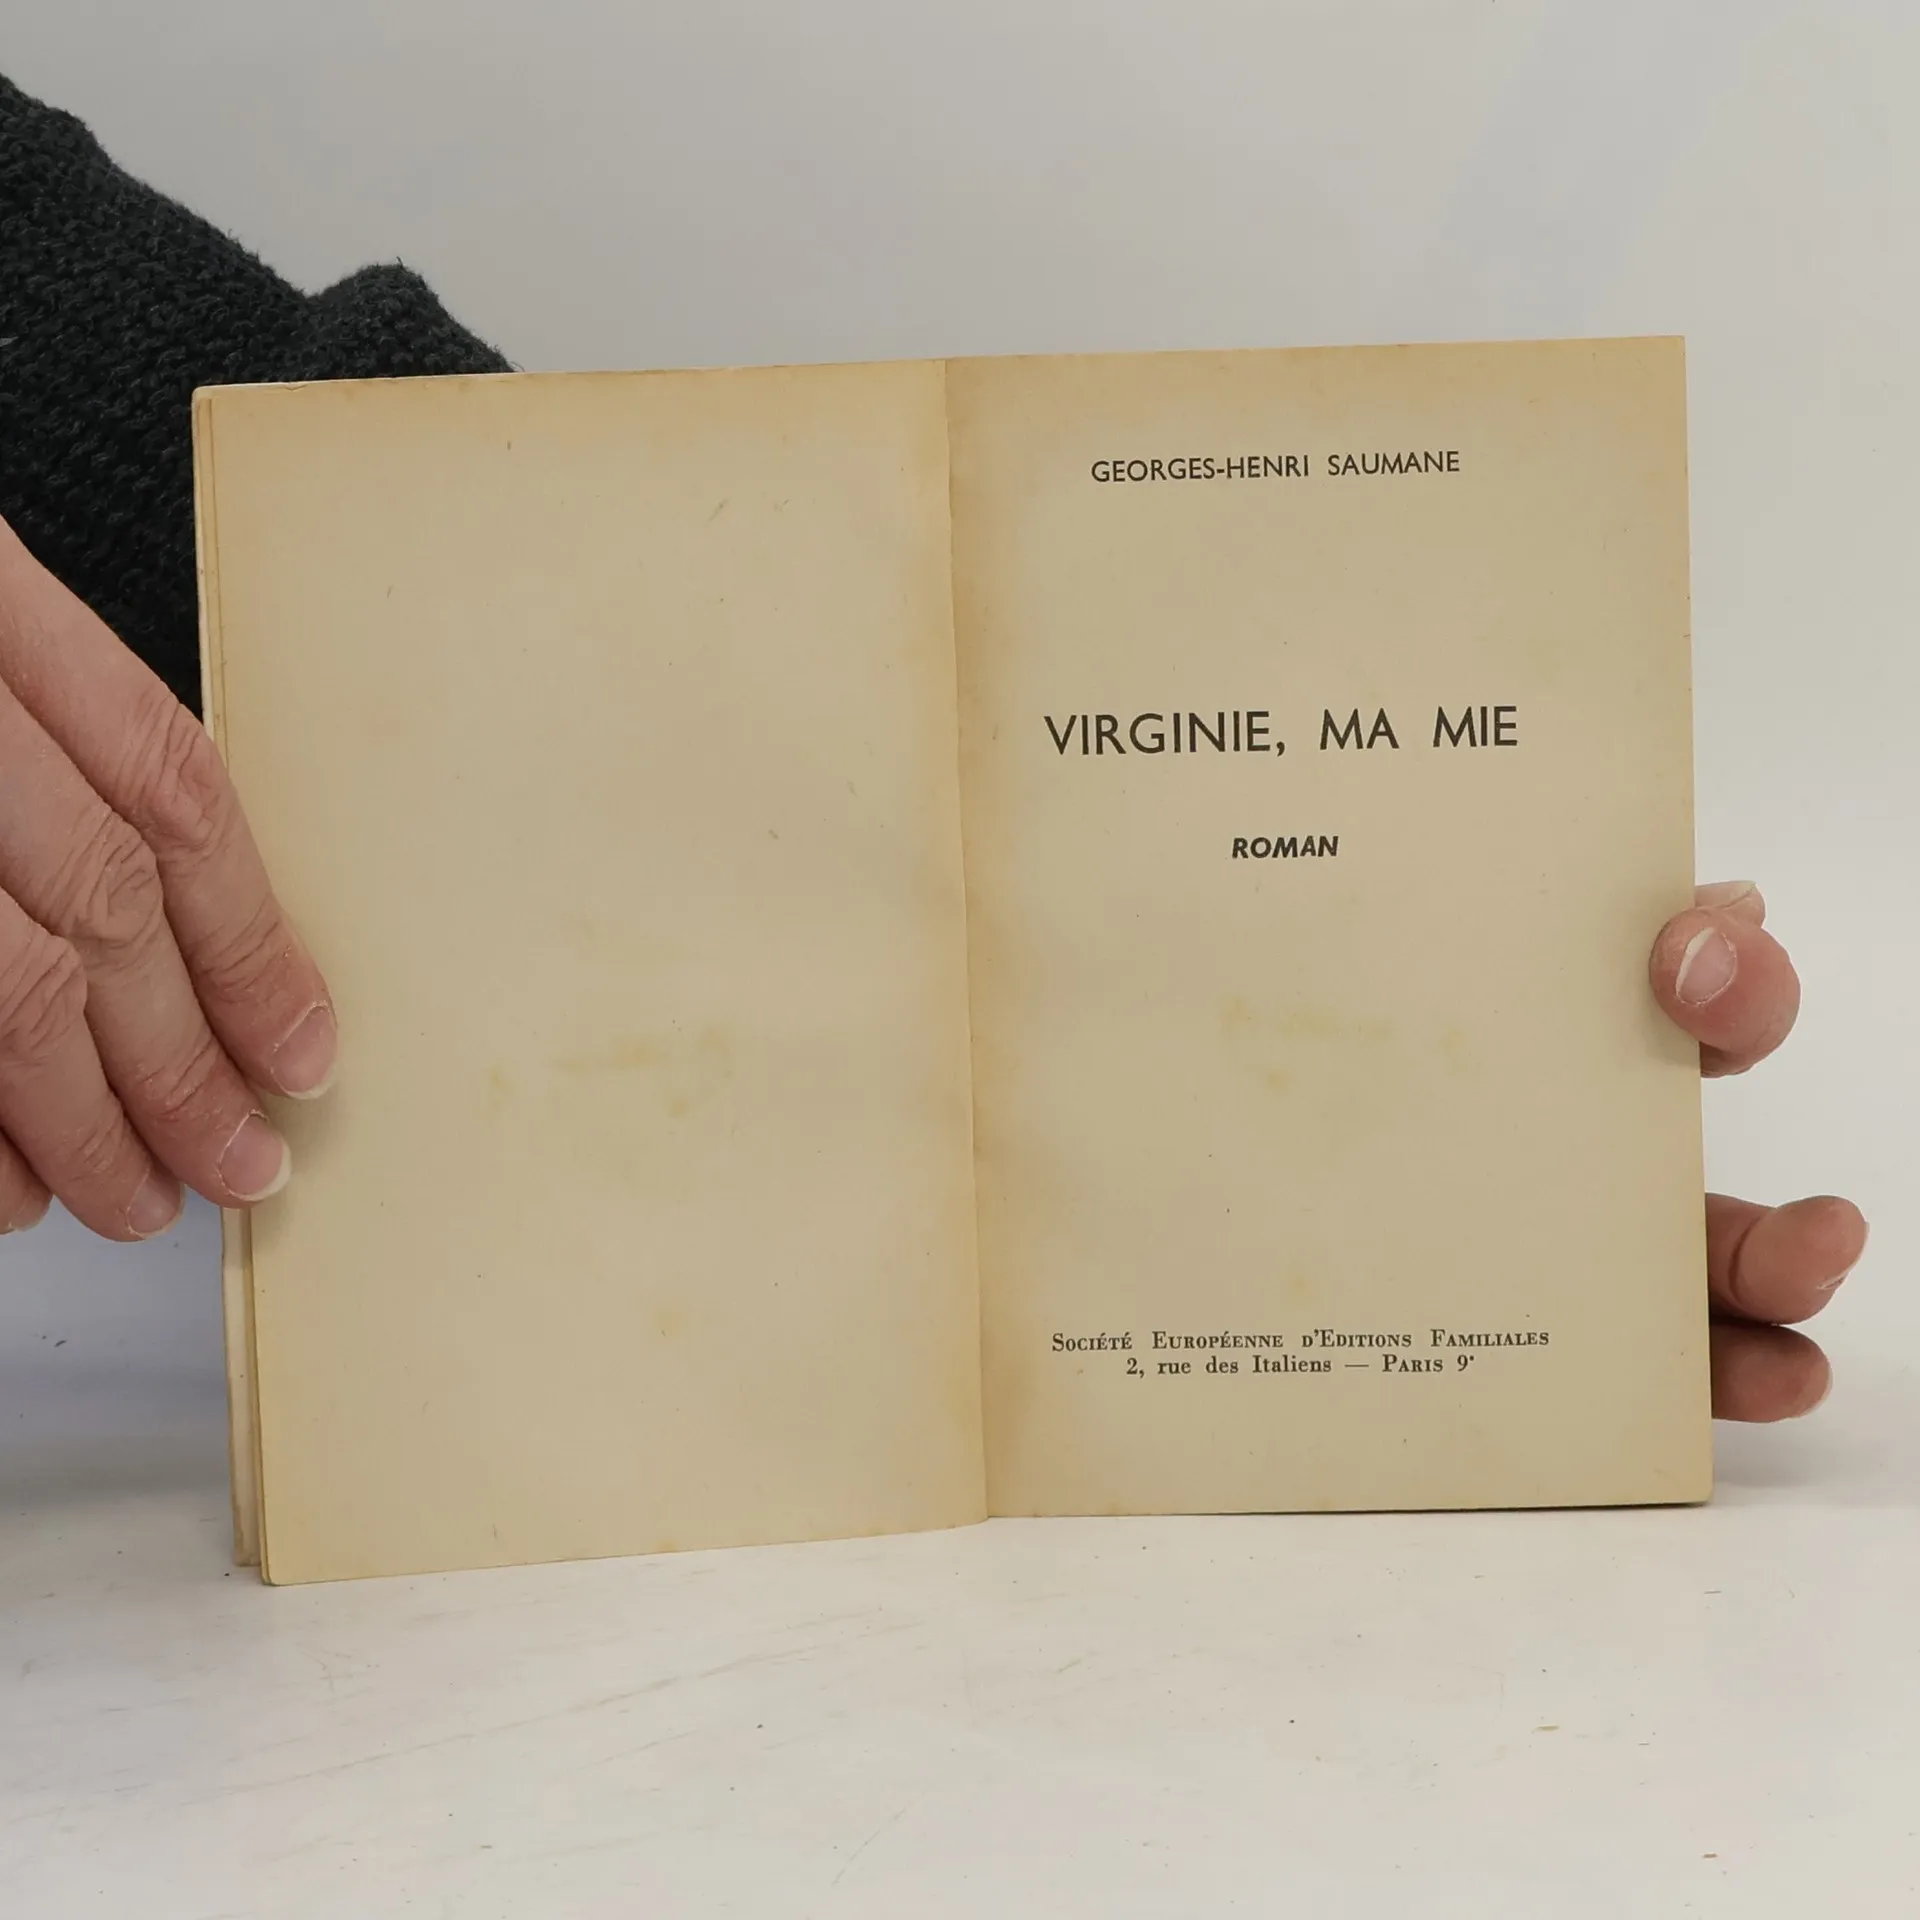 GEORGES-HENRI SAUMANE
VIRGINIE, MA MIE
ROMAN
Société Européenne d'Editions Familiales
2, rue des Italiens — Paris 9e